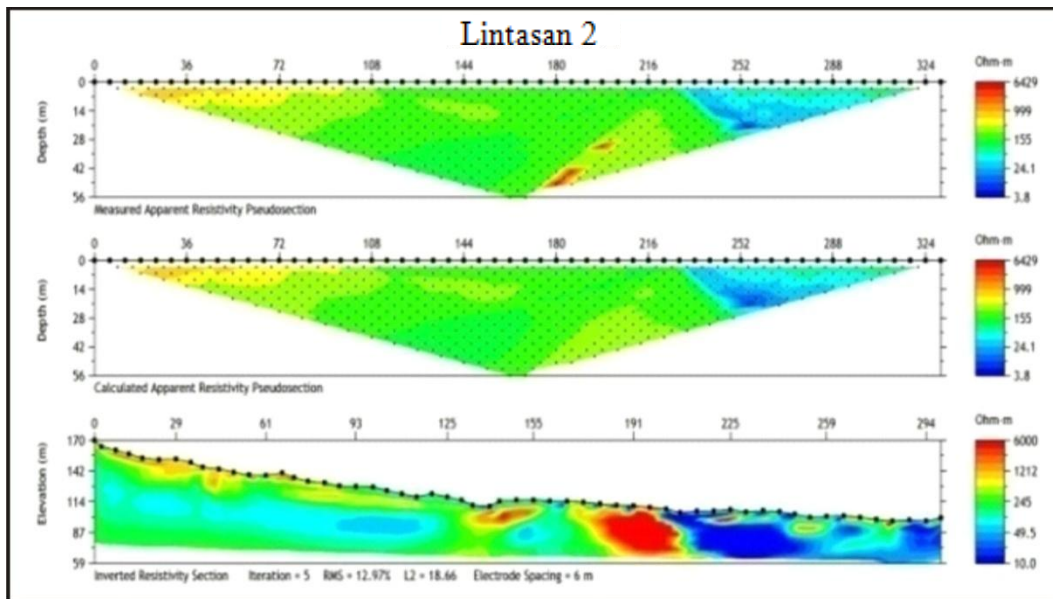 Lintasan 2
0 36 72 108 144 180 216 252 288 324
Ohm-m
Depth (m)
0
14
28
42
56
6429
999
155
24.1
3.8
Measured Apparent Resistivity Pseudosection
0 36 72 108 144 180 216 252 288 324
Ohm-m
Depth (m)
0
14
28
42
56
6429
999
155
24.1
3.8
Calculated Apparent Resistivity Pseudosection
0 29 61 93 125 155 191 225 259 294
Ohm-m
Elevation (m)
170
142
114
87
59
6000
1212
245
49.5
10.0
Inverted Resistivity Section Iteration = 5 RMS = 12.97% L2 = 18.66 Electrode Spacing = 6 m